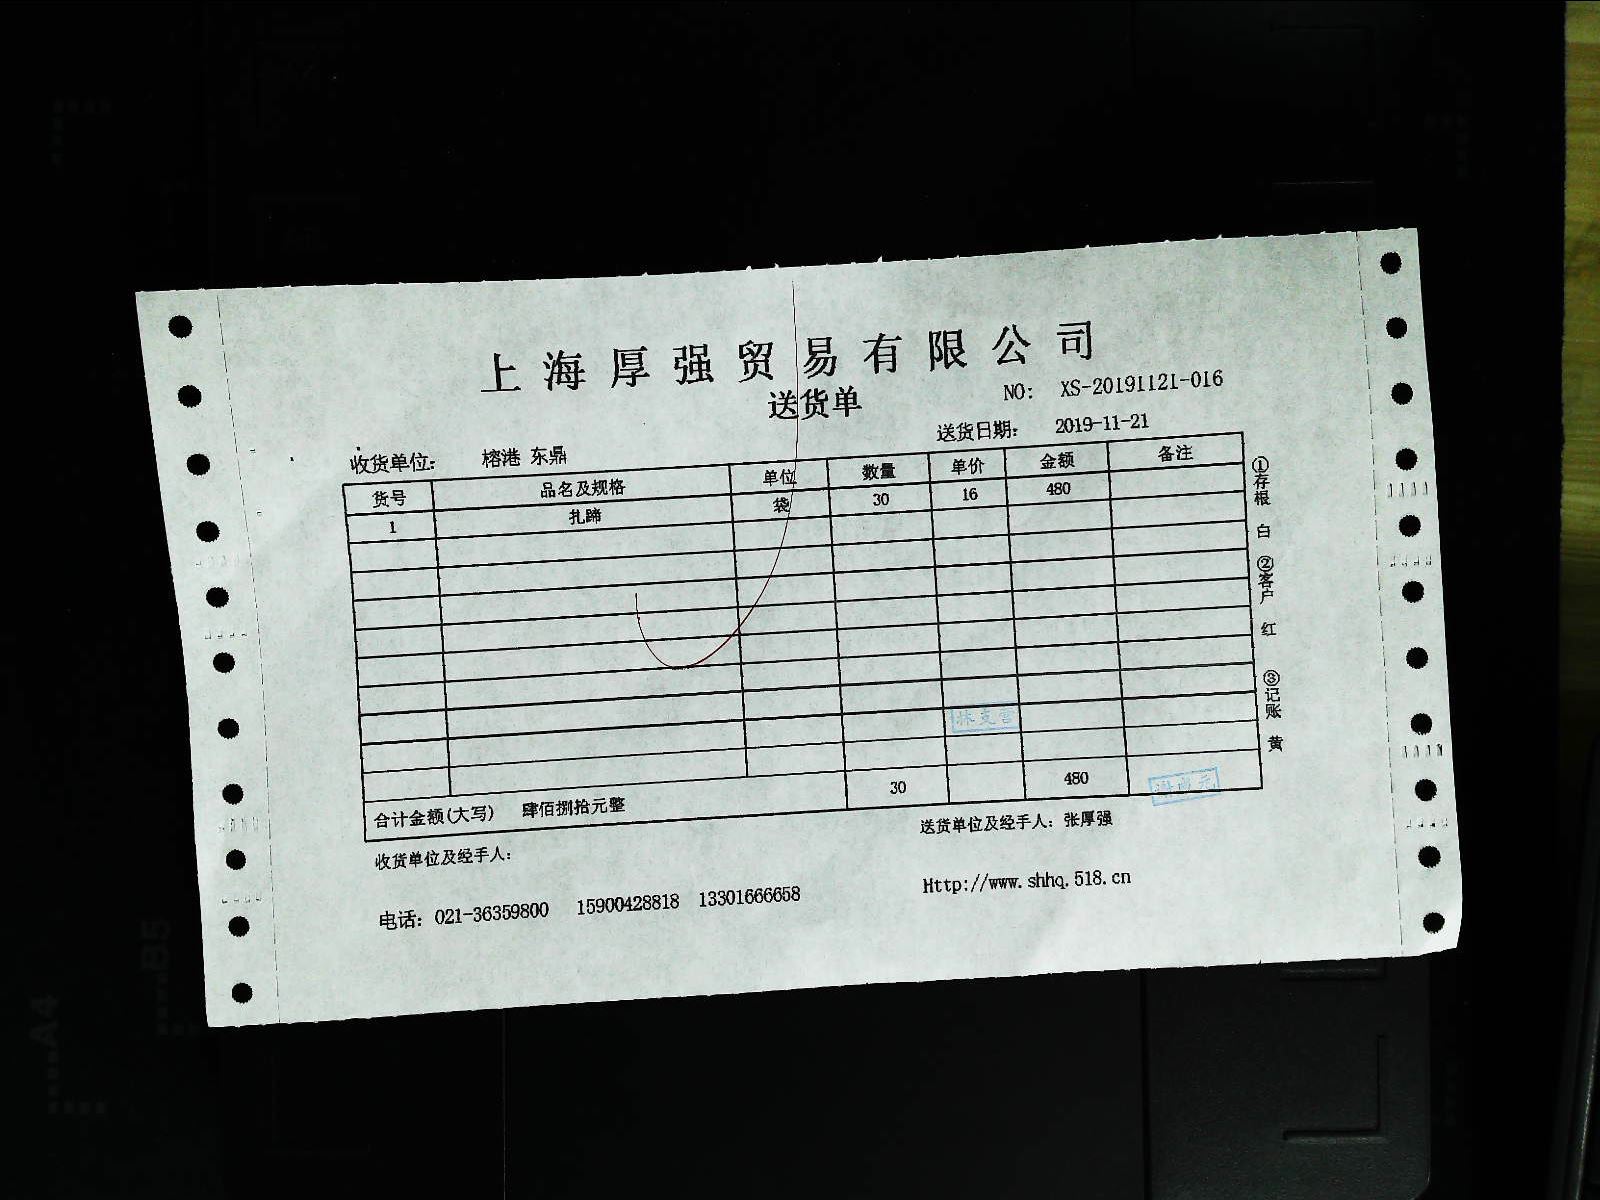 上海厚强贸易有限公司
送货单
NO: XS-20191121-016
收货单位: 榕港 东鼎 送货日期: 2019-11-21
货号 品名及规格 单位 数量 单价 金额 备注
1 扎蹄 袋 30 16 480
合计金额(大写) 肆佰捌拾元整 30 480
收货单位及经手人: 送货单位及经手人: 张厚强
电话: 021-36359800 15900428818 13301666658 Http://www.shhq.518.cn
①存根 白 ②客户 红 ③记账 黄
A4
B5